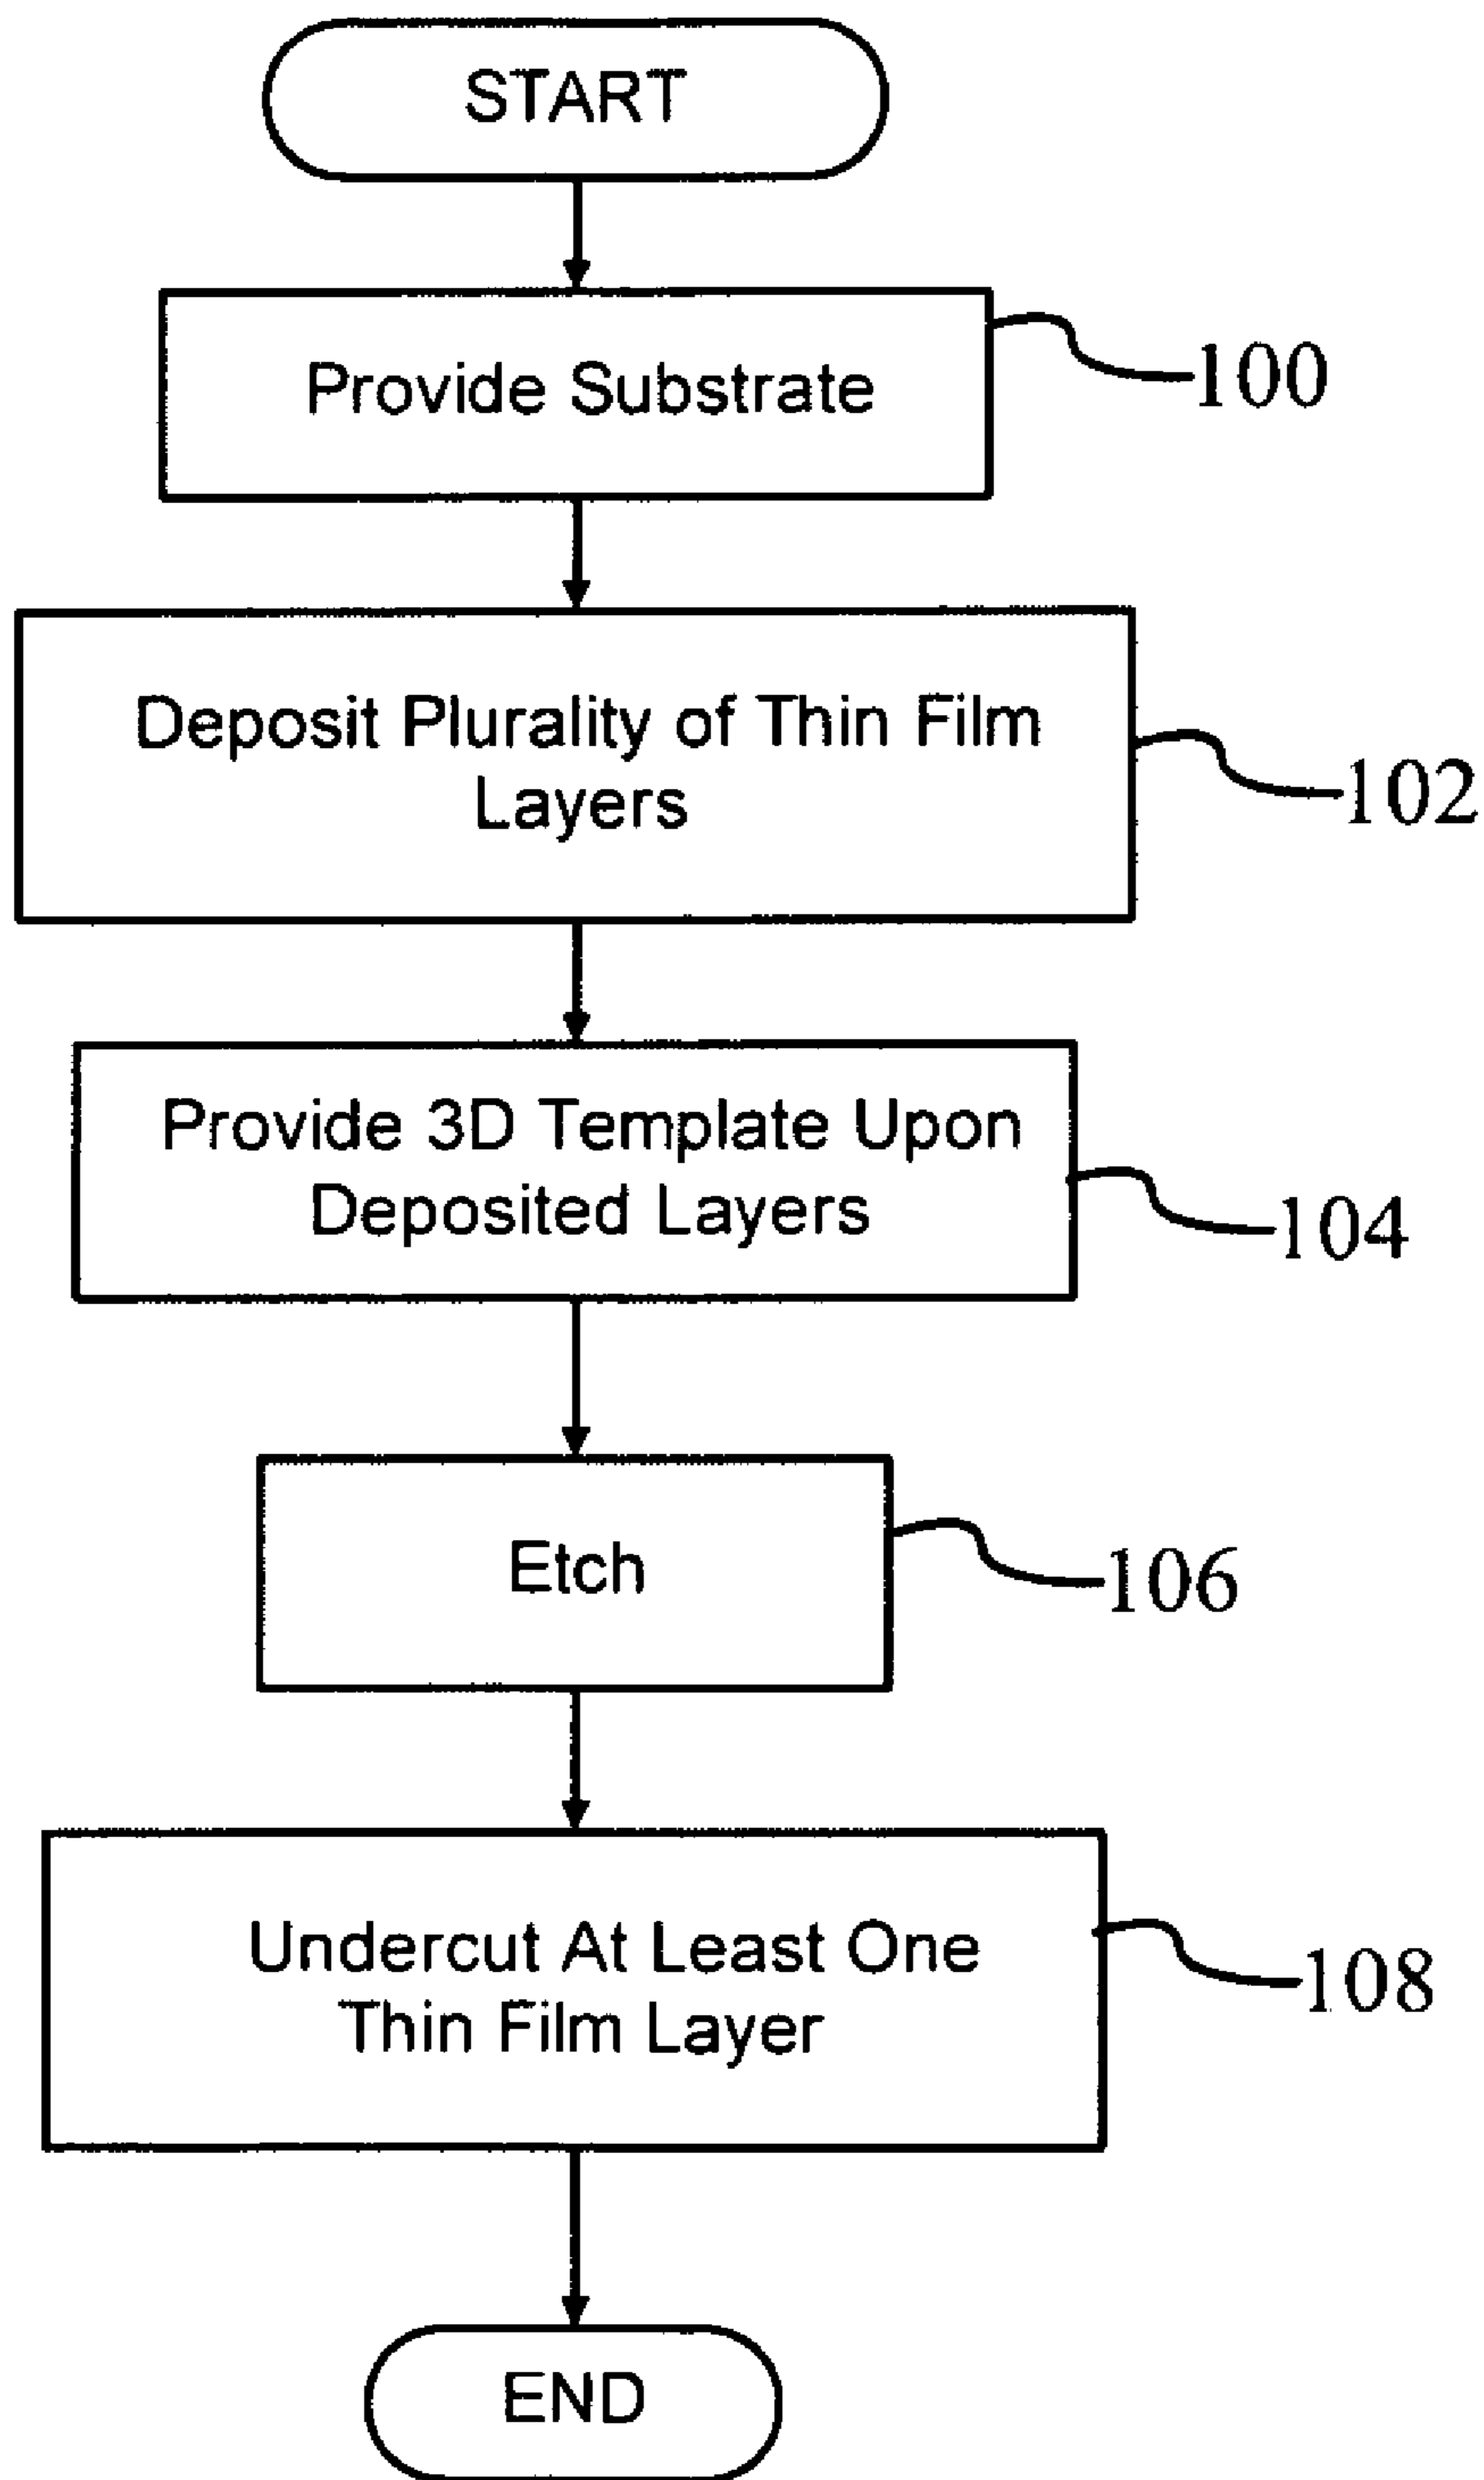 START
Provide Substrate
100
Deposit Plurality of Thin Film
Layers
102
Provide 3D Template Upon
Deposited Layers
104
Etch
106
Undercut At Least One
Thin Film Layer
108
END